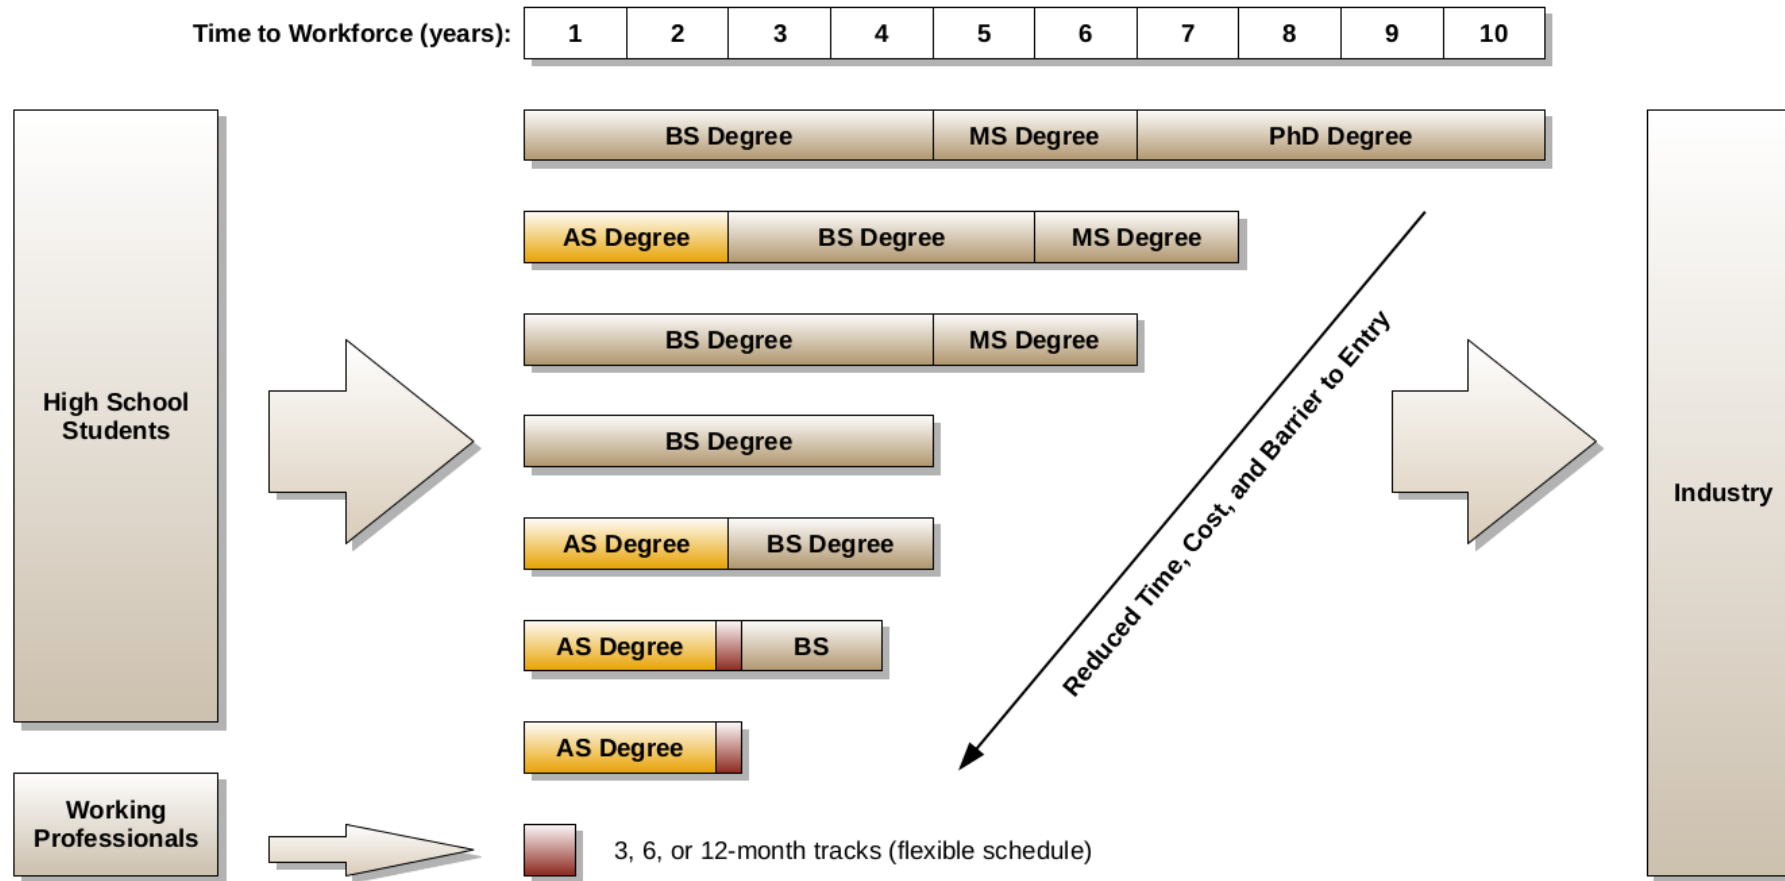 Time to Workforce (years): 1 2 3 4 5 6 7 8 9 10
BS Degree MS Degree PhD Degree
AS Degree BS Degree MS Degree
BS Degree MS Degree
High School
Students
BS Degree
Reduced Time, Cost, and Barrier to Entry
Industry
AS Degree BS Degree
AS Degree BS
AS Degree
Working
Professionals
3, 6, or 12-month tracks (flexible schedule)